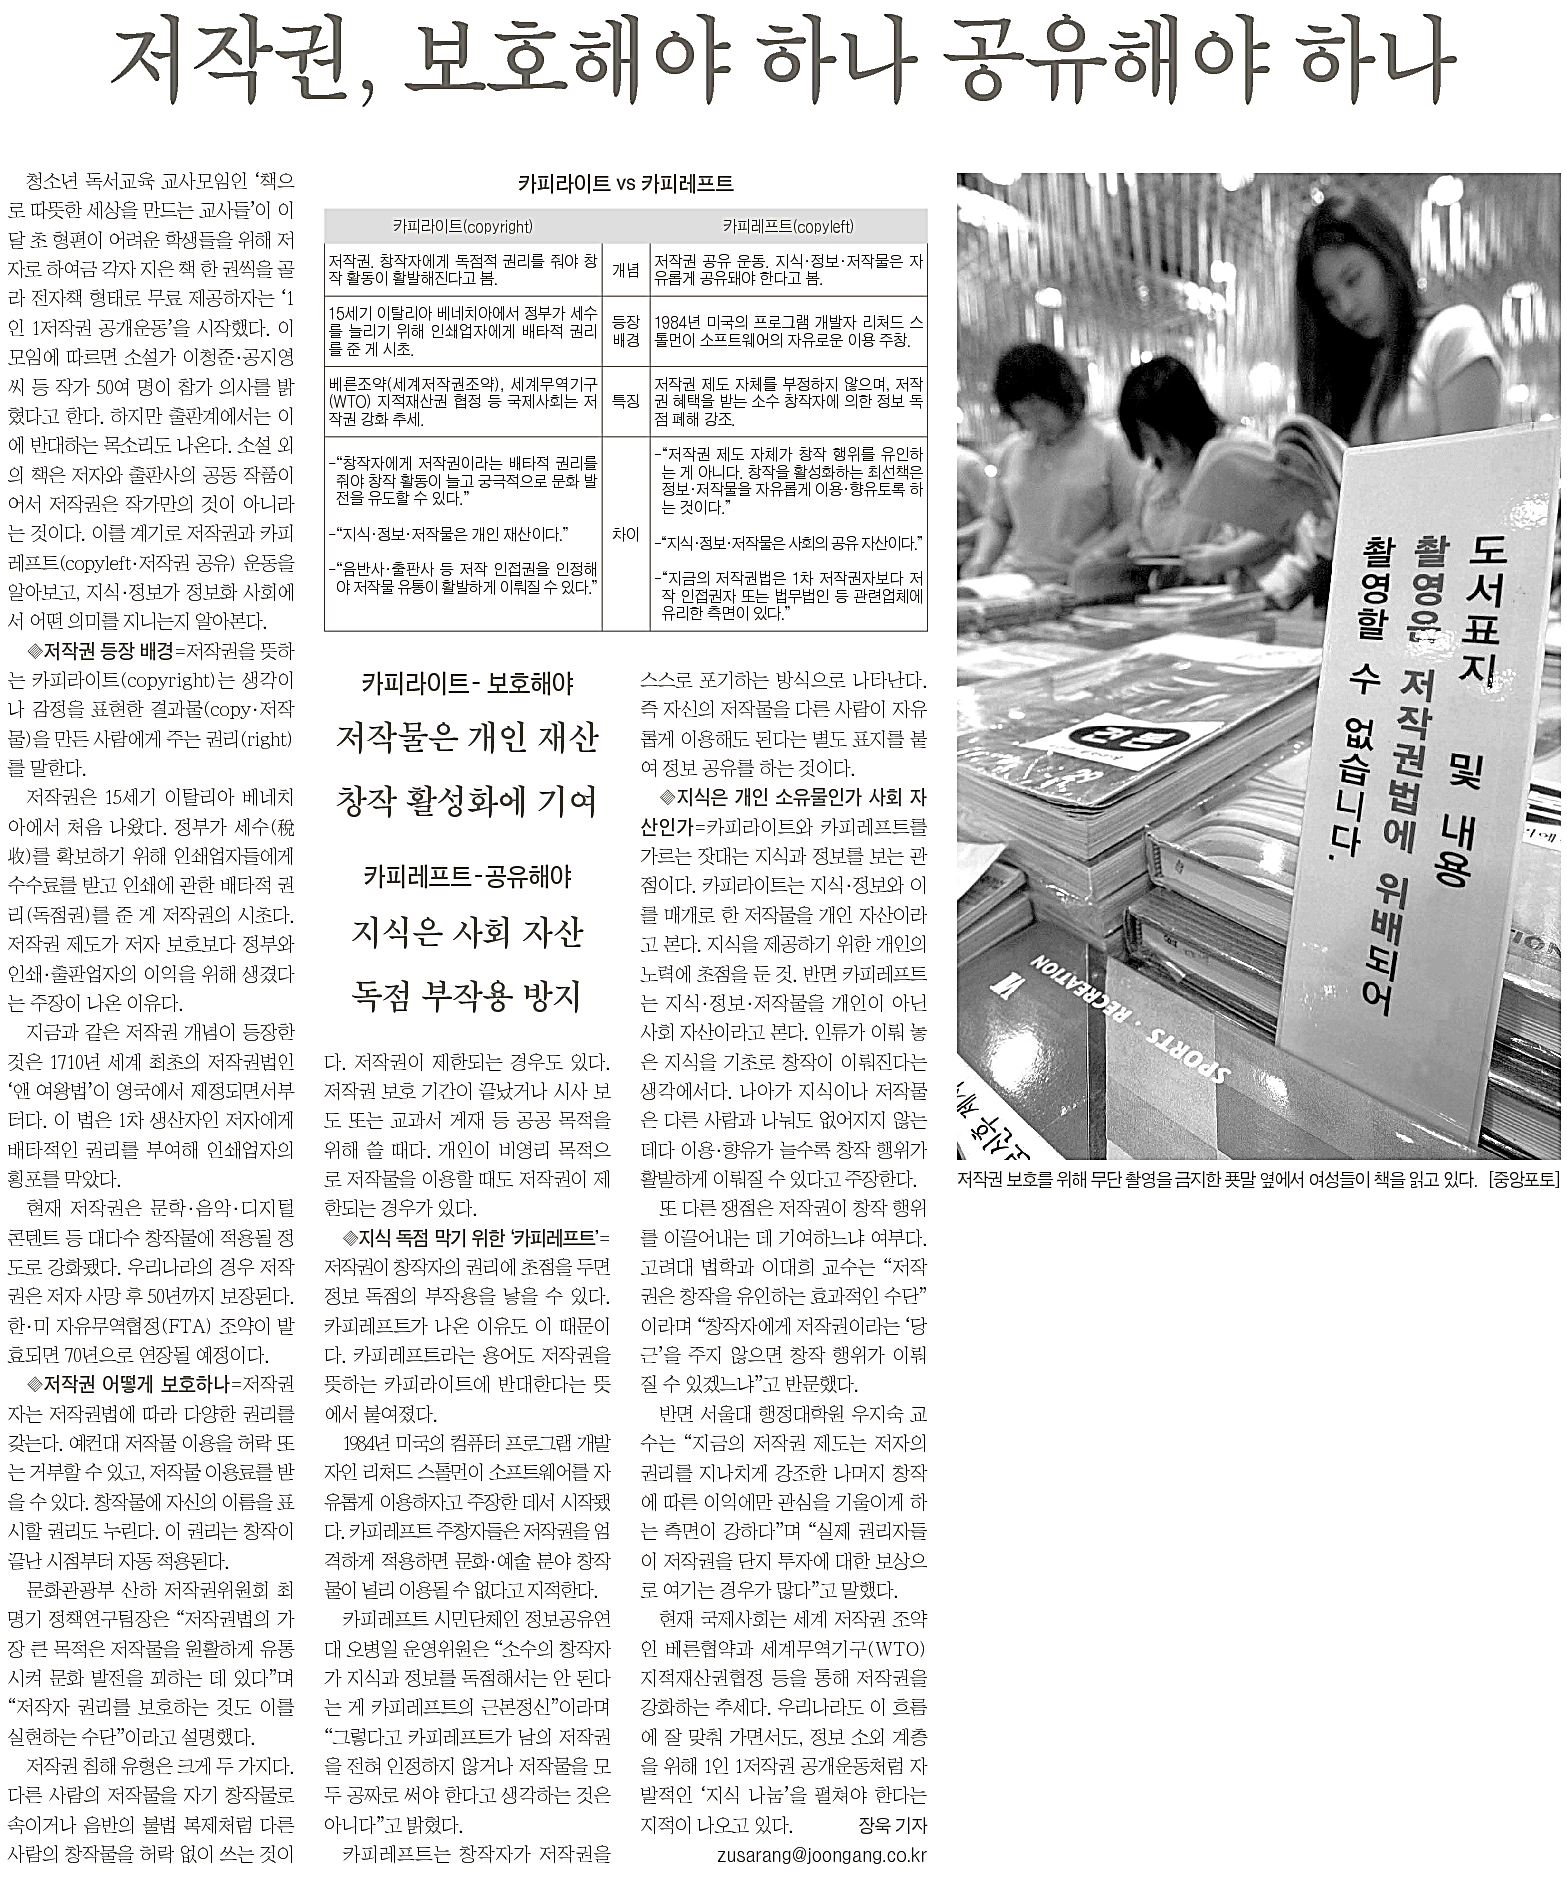 저작권, 보호해야 하나 공유해야 하나
청소년 독서교육 교사모임인 ‘책으
로 따뜻한 세상을 만드는 교사들’이 이
달 초 형편이 어려운 학생들을 위해 저
자로 하여금 각자 지은 책 한 권씩을 골
라 전자책 형태로 무료 제공하자는 ‘1
인 1저작권 공개운동’을 시작했다. 이
모임에 따르면 소설가 이청준·공지영
씨 등 작가 50여 명이 참가 의사를 밝
혔다고 한다. 하지만 출판계에서는 이
에 반대하는 목소리도 나온다. 소설 외
의 책은 저자와 출판사의 공동 작품이
어서 저작권은 작가만의 것이 아니라
는 것이다. 이를 계기로 저작권과 카피
레프트(copyleft·저작권 공유) 운동을
알아보고, 지식·정보가 정보화 사회에
서 어떤 의미를 지니는지 알아본다.
◈저작권 등장 배경=저작권을 뜻하
는 카피라이트(copyright)는 생각이
나 감정을 표현한 결과물(copy·저작
물)을 만든 사람에게 주는 권리(right)
를 말한다.
저작권은 15세기 이탈리아 베네치
아에서 처음 나왔다. 정부가 세수(稅
收)를 확보하기 위해 인쇄업자들에게
수수료를 받고 인쇄에 관한 배타적 권
리(독점권)를 준 게 저작권의 시초다.
저작권 제도가 저자 보호보다 정부와
인쇄·출판업자의 이익을 위해 생겼다
는 주장이 나온 이유다.
지금과 같은 저작권 개념이 등장한
것은 1710년 세계 최초의 저작권법인
‘앤 여왕법’이 영국에서 제정되면서부
터다. 이 법은 1차 생산자인 저자에게
배타적인 권리를 부여해 인쇄업자의
횡포를 막았다.
현재 저작권은 문학·음악·디지털
콘텐트 등 대다수 창작물에 적용될 정
도로 강화됐다. 우리나라의 경우 저작
권은 저자 사망 후 50년까지 보장된다.
한·미 자유무역협정(FTA) 조약이 발
효되면 70년으로 연장될 예정이다.
◈저작권 어떻게 보호하나=저작권
자는 저작권법에 따라 다양한 권리를
갖는다. 예컨대 저작물 이용을 허락 또
는 거부할 수 있고, 저작물 이용료를 받
을 수 있다. 창작물에 자신의 이름을 표
시할 권리도 누린다. 이 권리는 창작이
끝난 시점부터 자동 적용된다.
문화관광부 산하 저작권위원회 최
명기 정책연구팀장은 “저작권법의 가
장 큰 목적은 저작물을 원활하게 유통
시켜 문화 발전을 꾀하는 데 있다”며
“저작자 권리를 보호하는 것도 이를
실현하는 수단”이라고 설명했다.
저작권 침해 유형은 크게 두 가지다.
다른 사람의 저작물을 자기 창작물로
속이거나 음반의 불법 복제처럼 다른
사람의 창작물을 허락 없이 쓰는 것이
카피라이트 vs 카피레프트
카피라이트(copyright) 카피레프트(copyleft)
저작권. 창작자에게 독점적 권리를 줘야 창
작 활동이 활발해진다고 봄.
개념
저작권 공유 운동. 지식·정보·저작물은 자
유롭게 공유돼야 한다고 봄.
15세기 이탈리아 베네치아에서 정부가 세수
를 늘리기 위해 인쇄업자에게 배타적 권리
를 준 게 시초.
등장
배경
1984년 미국의 프로그램 개발자 리처드 스
톨먼이 소프트웨어의 자유로운 이용 주창.
베른조약(세계저작권조약), 세계무역기구
(WTO) 지적재산권 협정 등 국제사회는 저
작권 강화 추세.
특징
저작권 제도 자체를 부정하지 않으며, 저작
권 혜택을 받는 소수 창작자에 의한 정보 독
점 폐해 강조.
-“창작자에게 저작권이라는 배타적 권리를
줘야 창작 활동이 늘고 궁극적으로 문화 발
전을 유도할 수 있다.”
-“지식·정보·저작물은 개인 재산이다.”
-“음반사·출판사 등 저작 인접권을 인정해
야 저작물 유통이 활발하게 이뤄질 수 있다.”
차이
-“저작권 제도 자체가 창작 행위를 유인하
는 게 아니다. 창작을 활성화하는 최선책은
정보·저작물을 자유롭게 이용·향유토록 하
는 것이다.”
-“지식·정보·저작물은 사회의 공유 자산이다.”
-“지금의 저작권법은 1차 저작권자보다 저
작 인접권자 또는 법무법인 등 관련업체에
유리한 측면이 있다.”
카피라이트- 보호해야
저작물은 개인 재산
창작 활성화에 기여
카피레프트-공유해야
지식은 사회 자산
독점 부작용 방지
다. 저작권이 제한되는 경우도 있다.
저작권 보호 기간이 끝났거나 시사 보
도 또는 교과서 게재 등 공공 목적을
위해 쓸 때다. 개인이 비영리 목적으
로 저작물을 이용할 때도 저작권이 제
한되는 경우가 있다.
◈지식 독점 막기 위한 ‘카피레프트’=
저작권이 창작자의 권리에 초점을 두면
정보 독점의 부작용을 낳을 수 있다.
카피레프트가 나온 이유도 이 때문이
다. 카피레프트라는 용어도 저작권을
뜻하는 카피라이트에 반대한다는 뜻
에서 붙여졌다.
1984년 미국의 컴퓨터 프로그램 개발
자인 리처드 스톨먼이 소프트웨어를 자
유롭게 이용하자고 주장한 데서 시작됐
다. 카피레프트 주창자들은 저작권을 엄
격하게 적용하면 문화·예술 분야 창작
물이 널리 이용될 수 없다고 지적한다.
카피레프트 시민단체인 정보공유연
대 오병일 운영위원은 “소수의 창작자
가 지식과 정보를 독점해서는 안 된다
는 게 카피레프트의 근본정신”이라며
“그렇다고 카피레프트가 남의 저작권
을 전혀 인정하지 않거나 저작물을 모
두 공짜로 써야 한다고 생각하는 것은
아니다”고 밝혔다.
카피레프트는 창작자가 저작권을
스스로 포기하는 방식으로 나타난다.
즉 자신의 저작물을 다른 사람이 자유
롭게 이용해도 된다는 별도 표지를 붙
여 정보 공유를 하는 것이다.
◈지식은 개인 소유물인가 사회 자
산인가=카피라이트와 카피레프트를
가르는 잣대는 지식과 정보를 보는 관
점이다. 카피라이트는 지식·정보와 이
를 매개로 한 저작물을 개인 자산이라
고 본다. 지식을 제공하기 위한 개인의
노력에 초점을 둔 것. 반면 카피레프트
는 지식·정보·저작물을 개인이 아닌
사회 자산이라고 본다. 인류가 이뤄 놓
은 지식을 기초로 창작이 이뤄진다는
생각에서다. 나아가 지식이나 저작물
은 다른 사람과 나눠도 없어지지 않는
데다 이용·향유가 늘수록 창작 행위가
활발하게 이뤄질 수 있다고 주장한다.
또 다른 쟁점은 저작권이 창작 행위
를 이끌어내는 데 기여하느냐 여부다.
고려대 법학과 이대희 교수는 “저작
권은 창작을 유인하는 효과적인 수단”
이라며 “창작자에게 저작권이라는 ‘당
근’을 주지 않으면 창작 행위가 이뤄
질 수 있겠느냐”고 반문했다.
반면 서울대 행정대학원 우지숙 교
수는 “지금의 저작권 제도는 저자의
권리를 지나치게 강조한 나머지 창작
에 따른 이익에만 관심을 기울이게 하
는 측면이 강하다”며 “실제 권리자들
이 저작권을 단지 투자에 대한 보상으
로 여기는 경우가 많다”고 말했다.
현재 국제사회는 세계 저작권 조약
인 베른협약과 세계무역기구(WTO)
지적재산권협정 등을 통해 저작권을
강화하는 추세다. 우리나라도 이 흐름
에 잘 맞춰 가면서도, 정보 소외 계층
을 위해 1인 1저작권 공개운동처럼 자
발적인 ‘지식 나눔’을 펼쳐야 한다는
지적이 나오고 있다. 장욱 기자
zusarang@joongang.co.kr
도서표지 및 내용
촬영은 저작권법에 위배되어
촬영할 수 없습니다.
SPORTS · RECREATION
VI
저작권 보호를 위해 무단 촬영을 금지한 푯말 옆에서 여성들이 책을 읽고 있다. [중앙포토]